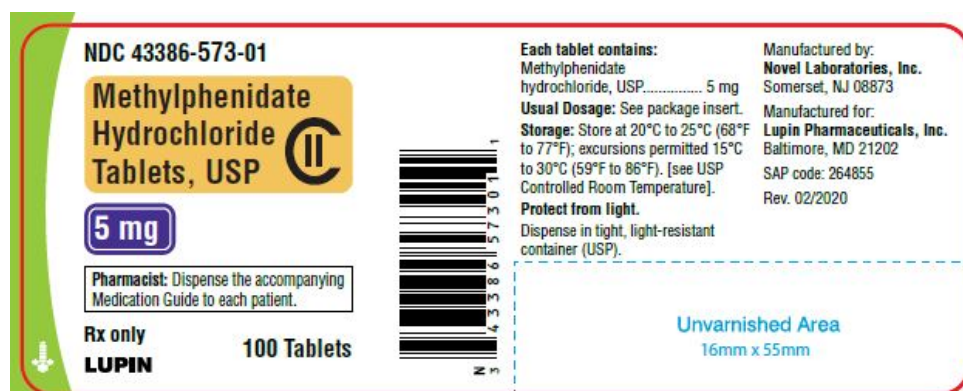 NDC 43386-573-01
Methylphenidate
Hydrochloride
Tablets, USP
CII
5 mg
Pharmacist: Dispense the accompanying
Medication Guide to each patient.
Rx only
LUPIN
100 Tablets
N
3
43386 57301
1
Each tablet contains:
Methylphenidate
hydrochloride, USP................ 5 mg
Usual Dosage: See package insert.
Storage: Store at 20°C to 25°C (68°F
to 77°F); excursions permitted 15°C
to 30°C (59°F to 86°F). [see USP
Controlled Room Temperature].
Protect from light.
Dispense in tight, light-resistant
container (USP).
Manufactured by:
Novel Laboratories, Inc.
Somerset, NJ 08873
Manufactured for:
Lupin Pharmaceuticals, Inc.
Baltimore, MD 21202
SAP code: 264855
Rev. 02/2020
Unvarnished Area
16mm x 55mm